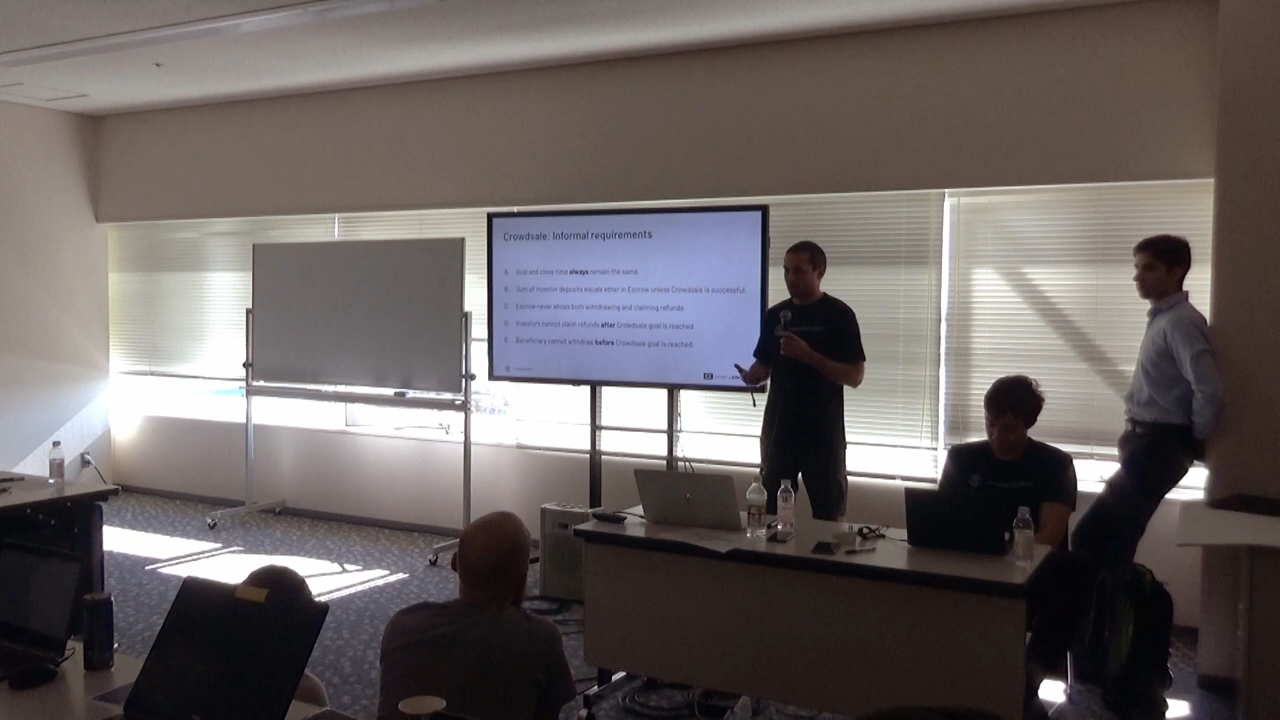 Crowdsale: Informal requirements
A. Goal and close time always remain the same.
B. Sum of investor deposits equals ether in Escrow unless Crowdsale is successful.
C. Escrow never allows both withdrawing and claiming refunds.
D. Investors cannot claim refunds after Crowdsale goal is reached.
E. Beneficiary cannot withdraw before Crowdsale goal is reached.